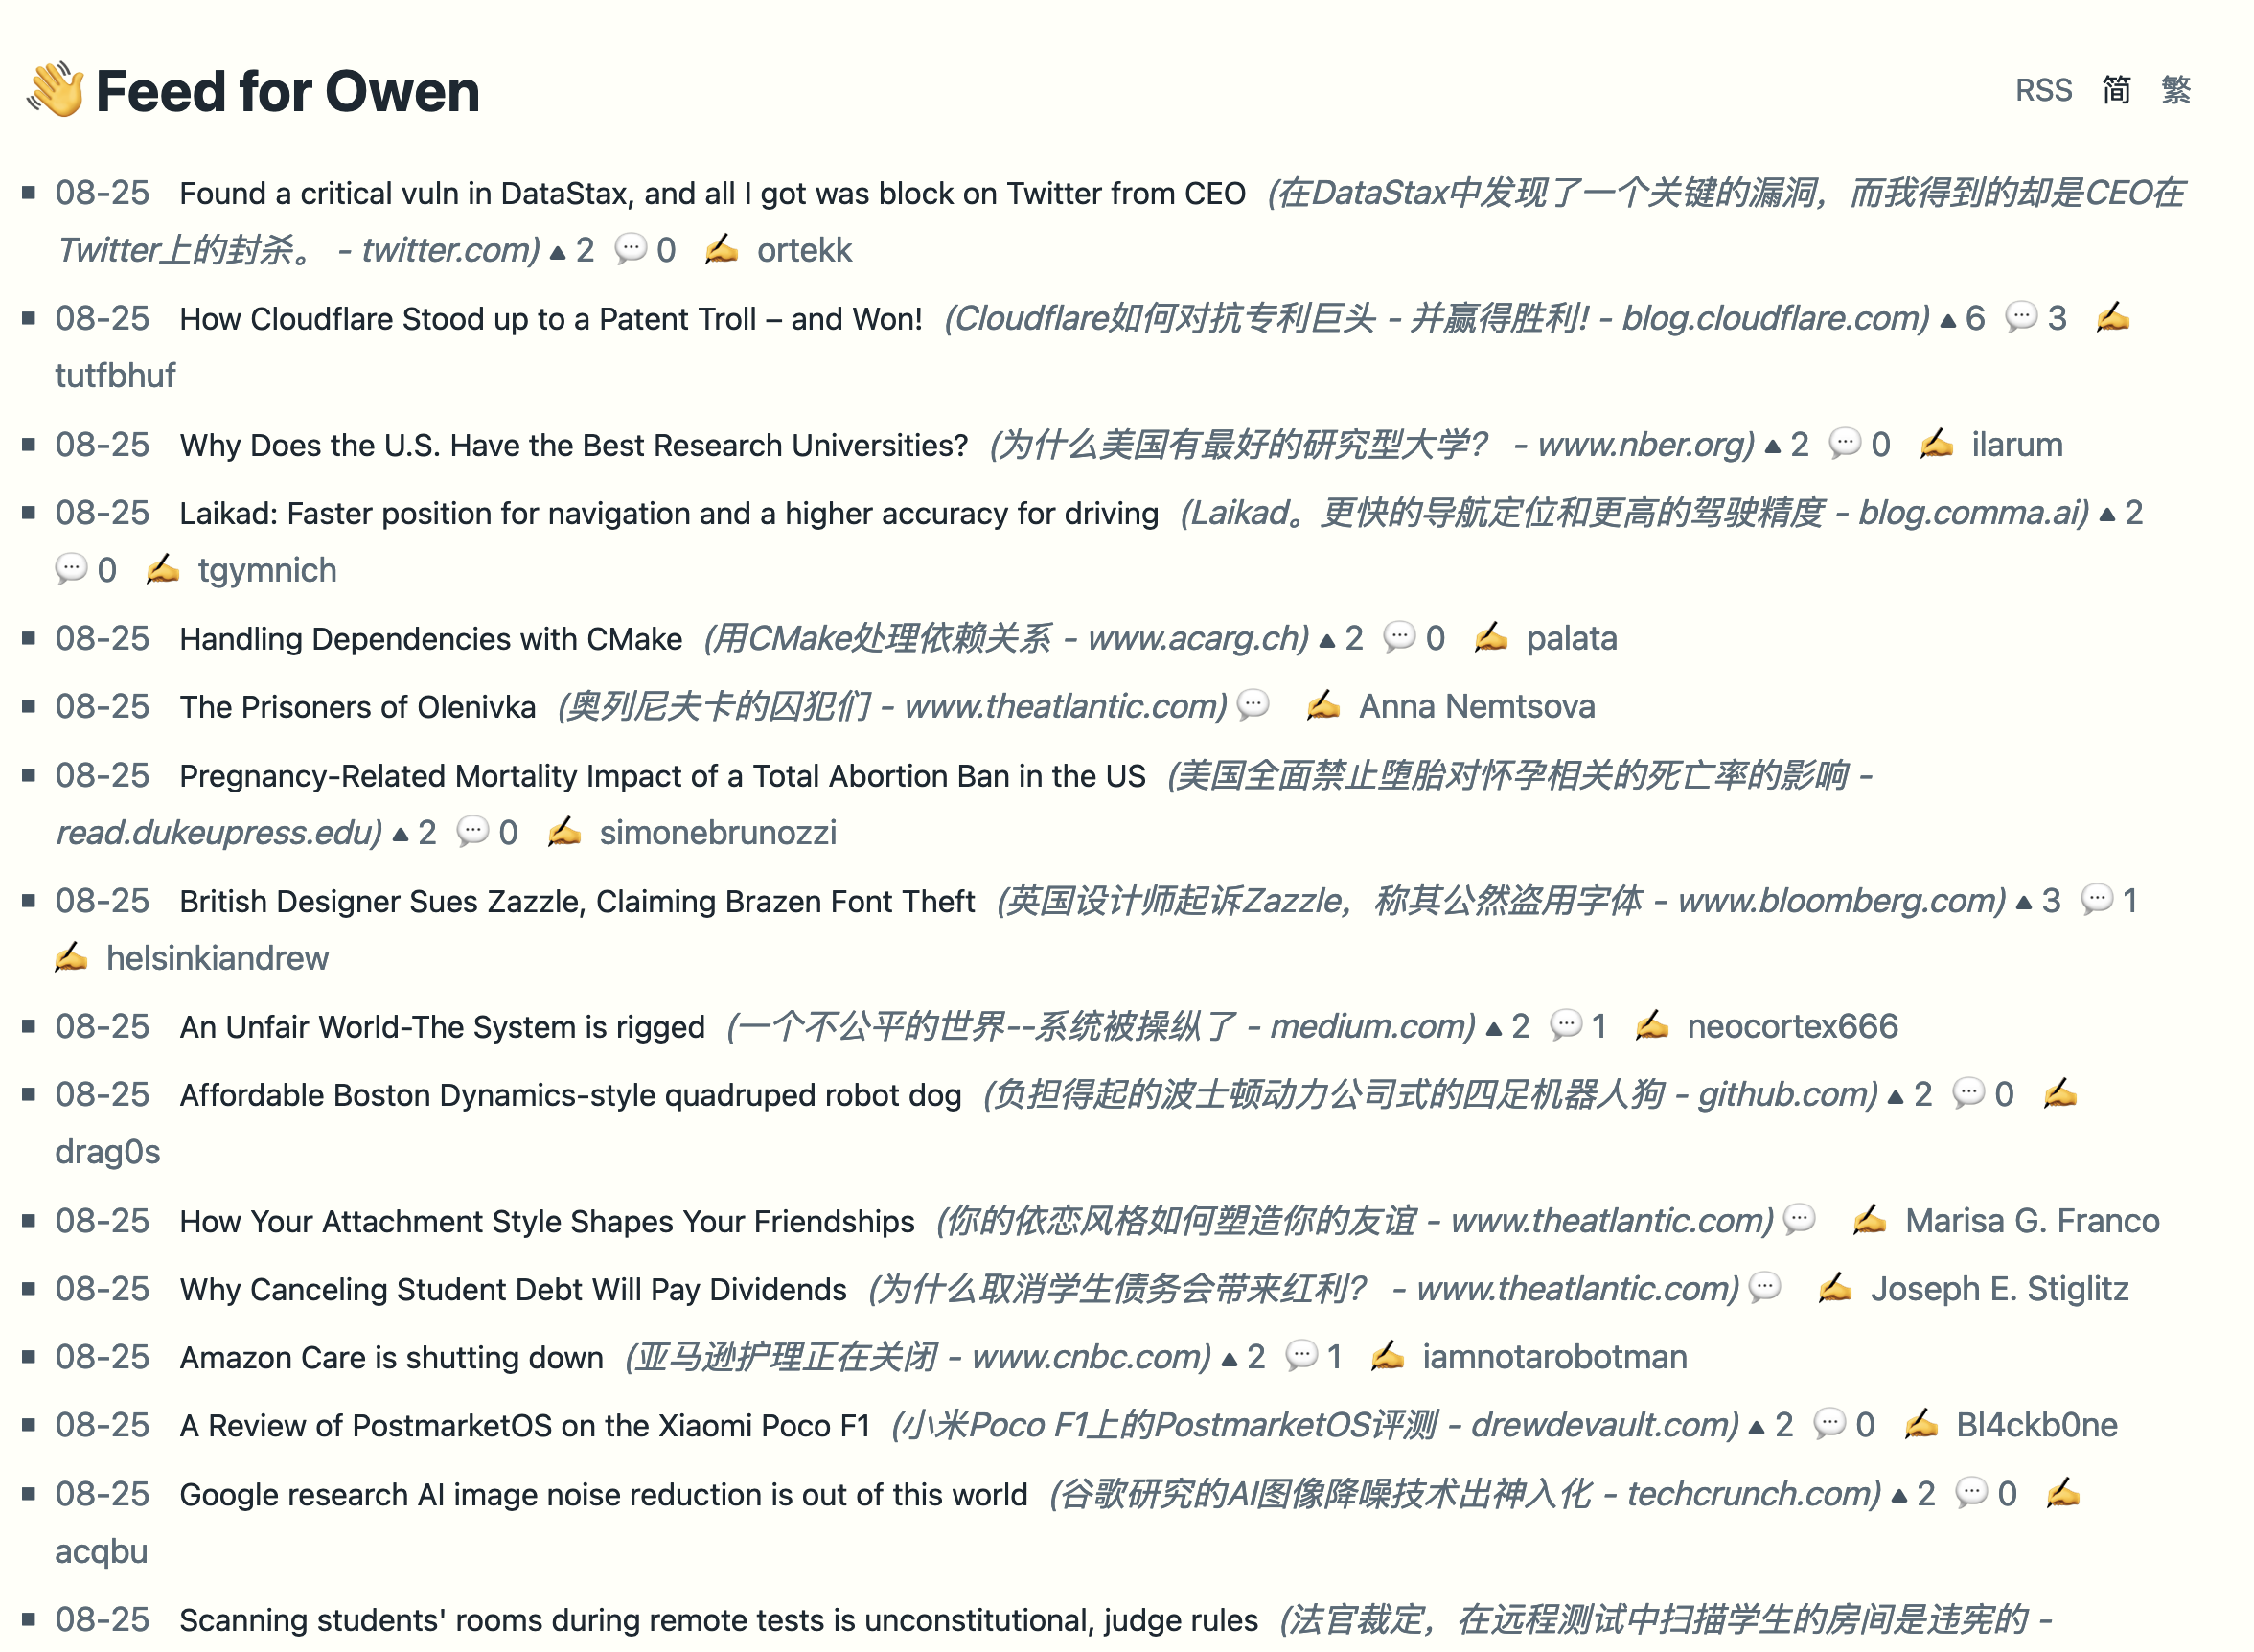 👋 Feed for Owen RSS 简 繁
▪ 08-25 Found a critical vuln in DataStax, and all I got was block on Twitter from CEO (在DataStax中发现了一个关键的漏洞，而我得到的却是CEO在
Twitter上的封杀。 - twitter.com) ▲ 2 💬 0 ✍️ ortekk
▪ 08-25 How Cloudflare Stood up to a Patent Troll – and Won! (Cloudflare如何对抗专利巨头 - 并赢得胜利! - blog.cloudflare.com) ▲ 6 💬 3 ✍️
tutfbhuf
▪ 08-25 Why Does the U.S. Have the Best Research Universities? (为什么美国有最好的研究型大学？ - www.nber.org) ▲ 2 💬 0 ✍️ ilarum
▪ 08-25 Laikad: Faster position for navigation and a higher accuracy for driving (Laikad。更快的导航定位和更高的驾驶精度 - blog.comma.ai) ▲ 2
💬 0 ✍️ tgymnich
▪ 08-25 Handling Dependencies with CMake (用CMake处理依赖关系 - www.acarg.ch) ▲ 2 💬 0 ✍️ palata
▪ 08-25 The Prisoners of Olenivka (奥列尼夫卡的囚犯们 - www.theatlantic.com) 💬 ✍️ Anna Nemtsova
▪ 08-25 Pregnancy-Related Mortality Impact of a Total Abortion Ban in the US (美国全面禁止堕胎对怀孕相关的死亡率的影响 -
read.dukeupress.edu) ▲ 2 💬 0 ✍️ simonebrunozzi
▪ 08-25 British Designer Sues Zazzle, Claiming Brazen Font Theft (英国设计师起诉Zazzle，称其公然盗用字体 - www.bloomberg.com) ▲ 3 💬 1
✍️ helsinkiandrew
▪ 08-25 An Unfair World-The System is rigged (一个不公平的世界--系统被操纵了 - medium.com) ▲ 2 💬 1 ✍️ neocortex666
▪ 08-25 Affordable Boston Dynamics-style quadruped robot dog (负担得起的波士顿动力公司式的四足机器人狗 - github.com) ▲ 2 💬 0 ✍️
drag0s
▪ 08-25 How Your Attachment Style Shapes Your Friendships (你的依恋风格如何塑造你的友谊 - www.theatlantic.com) 💬 ✍️ Marisa G. Franco
▪ 08-25 Why Canceling Student Debt Will Pay Dividends (为什么取消学生债务会带来红利？ - www.theatlantic.com) 💬 ✍️ Joseph E. Stiglitz
▪ 08-25 Amazon Care is shutting down (亚马逊护理正在关闭 - www.cnbc.com) ▲ 2 💬 1 ✍️ iamnotarobotman
▪ 08-25 A Review of PostmarketOS on the Xiaomi Poco F1 (小米Poco F1上的PostmarketOS评测 - drewdevault.com) ▲ 2 💬 0 ✍️ Bl4ckb0ne
▪ 08-25 Google research AI image noise reduction is out of this world (谷歌研究的AI图像降噪技术出神入化 - techcrunch.com) ▲ 2 💬 0 ✍️
acqbu
▪ 08-25 Scanning students' rooms during remote tests is unconstitutional, judge rules (法官裁定，在远程测试中扫描学生的房间是违宪的 -